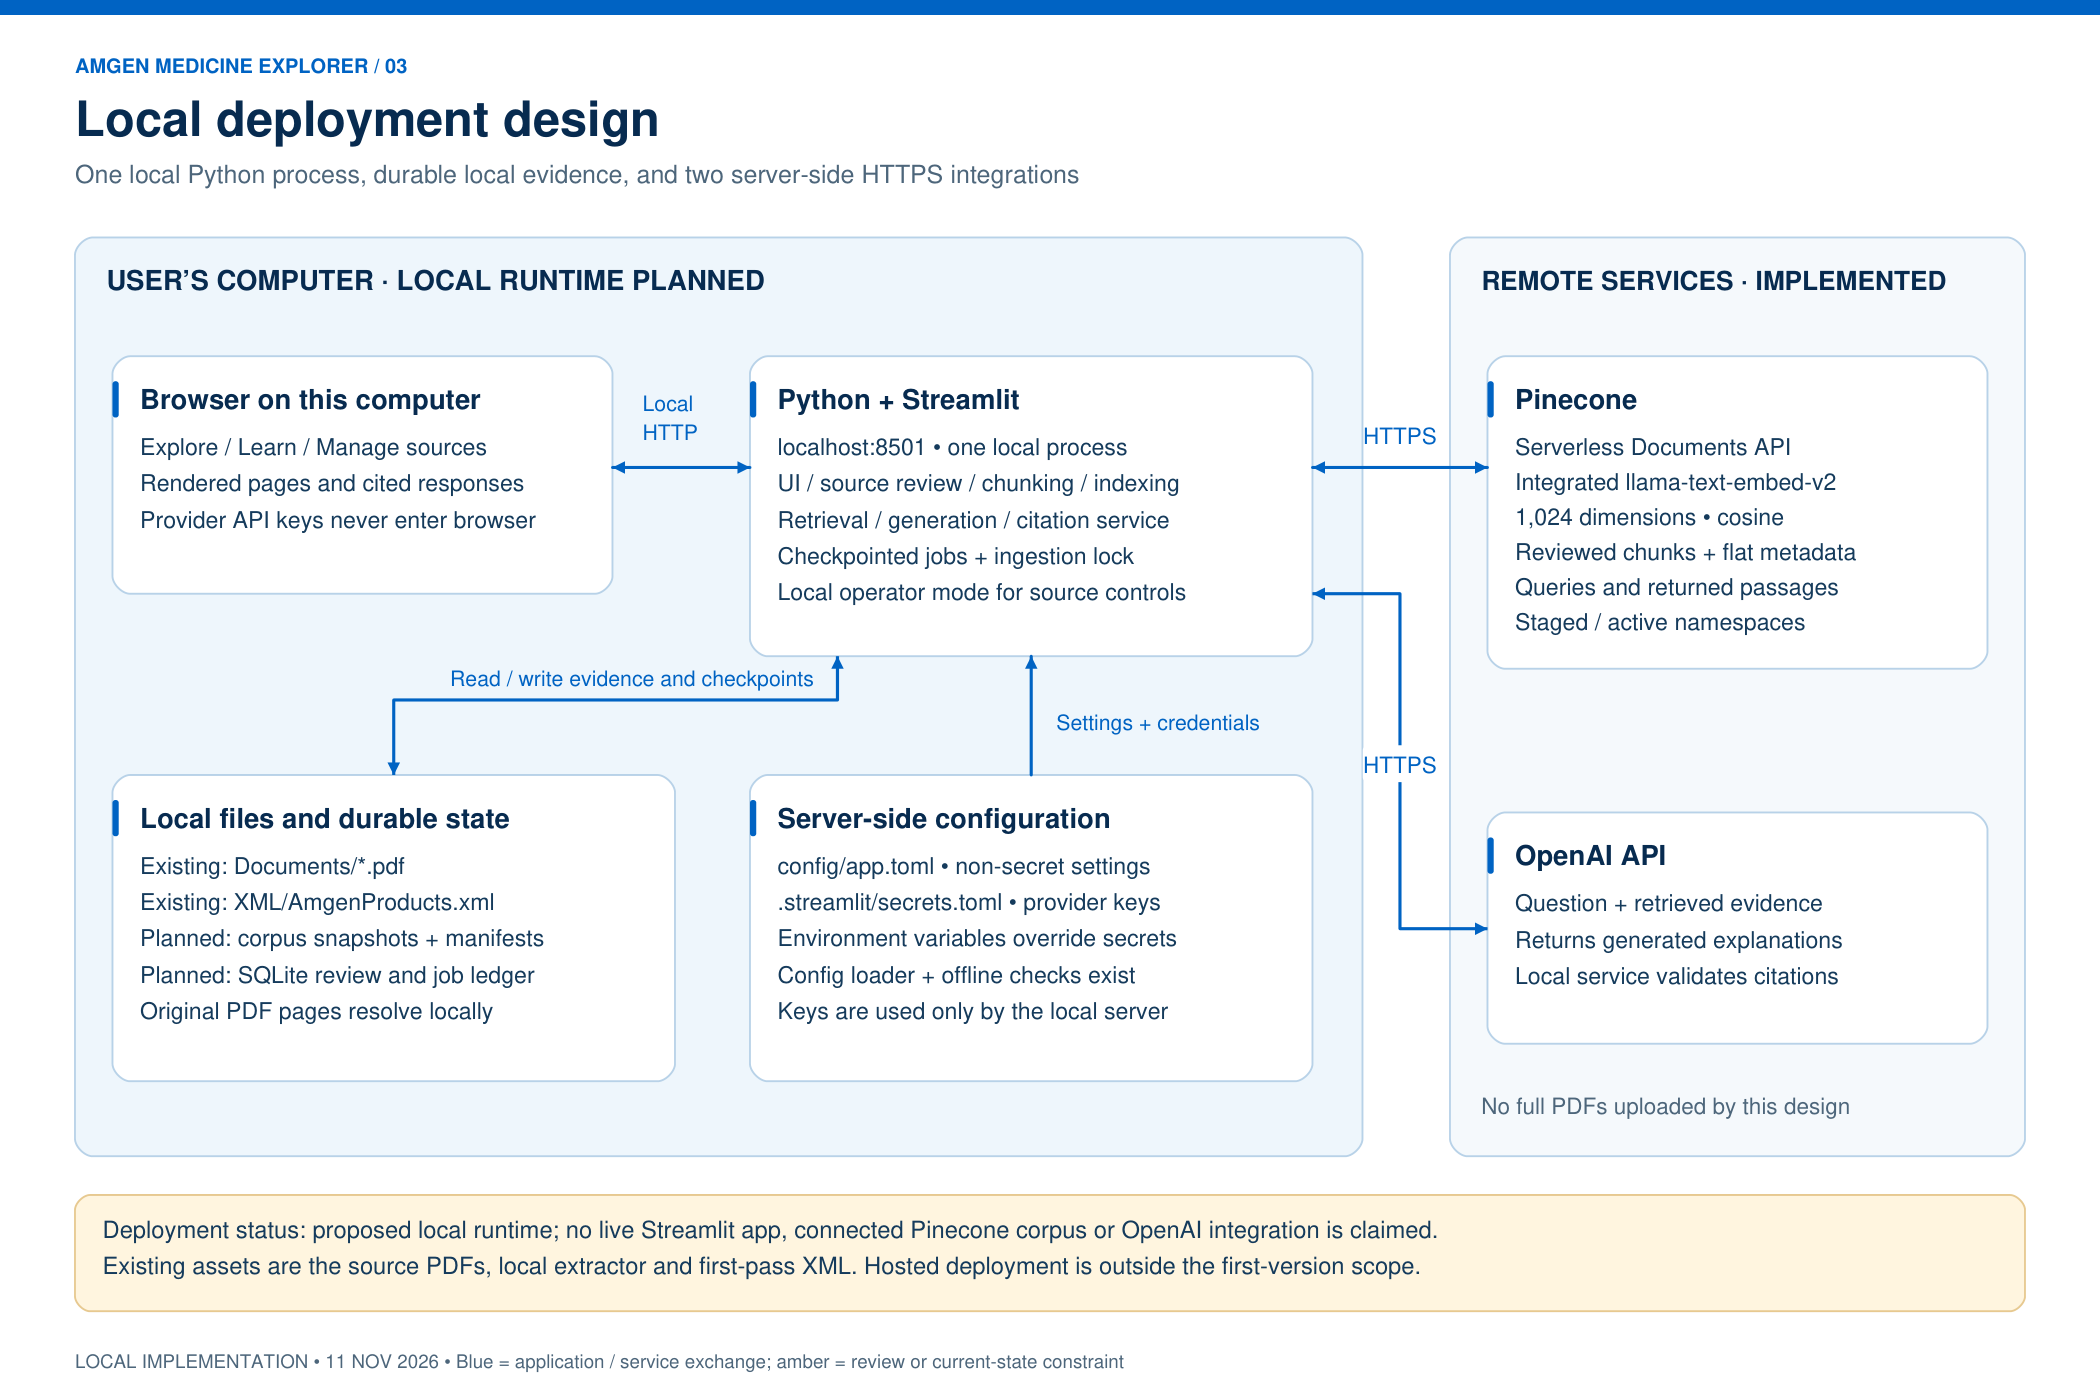 AMGEN MEDICINE EXPLORER / 03
Local deployment design
One local Python process, durable local evidence, and two server-side HTTPS integrations
USER’S COMPUTER · LOCAL RUNTIME PLANNED
Browser on this computer
Explore / Learn / Manage sources
Rendered pages and cited responses
Provider API keys never enter browser
Local
HTTP
Python + Streamlit
localhost:8501 • one local process
UI / source review / chunking / indexing
Retrieval / generation / citation service
Checkpointed jobs + ingestion lock
Local operator mode for source controls
Read / write evidence and checkpoints
Settings + credentials
Local files and durable state
Existing: Documents/*.pdf
Existing: XML/AmgenProducts.xml
Planned: corpus snapshots + manifests
Planned: SQLite review and job ledger
Original PDF pages resolve locally
Server-side configuration
config/app.toml • non-secret settings
.streamlit/secrets.toml • provider keys
Environment variables override secrets
Config loader + offline checks exist
Keys are used only by the local server
HTTPS
HTTPS
REMOTE SERVICES · IMPLEMENTED
Pinecone
Serverless Documents API
Integrated llama-text-embed-v2
1,024 dimensions • cosine
Reviewed chunks + flat metadata
Queries and returned passages
Staged / active namespaces
OpenAI API
Question + retrieved evidence
Returns generated explanations
Local service validates citations
No full PDFs uploaded by this design
Deployment status: proposed local runtime; no live Streamlit app, connected Pinecone corpus or OpenAI integration is claimed.
Existing assets are the source PDFs, local extractor and first-pass XML. Hosted deployment is outside the first-version scope.
LOCAL IMPLEMENTATION • 11 NOV 2026 • Blue = application / service exchange; amber = review or current-state constraint